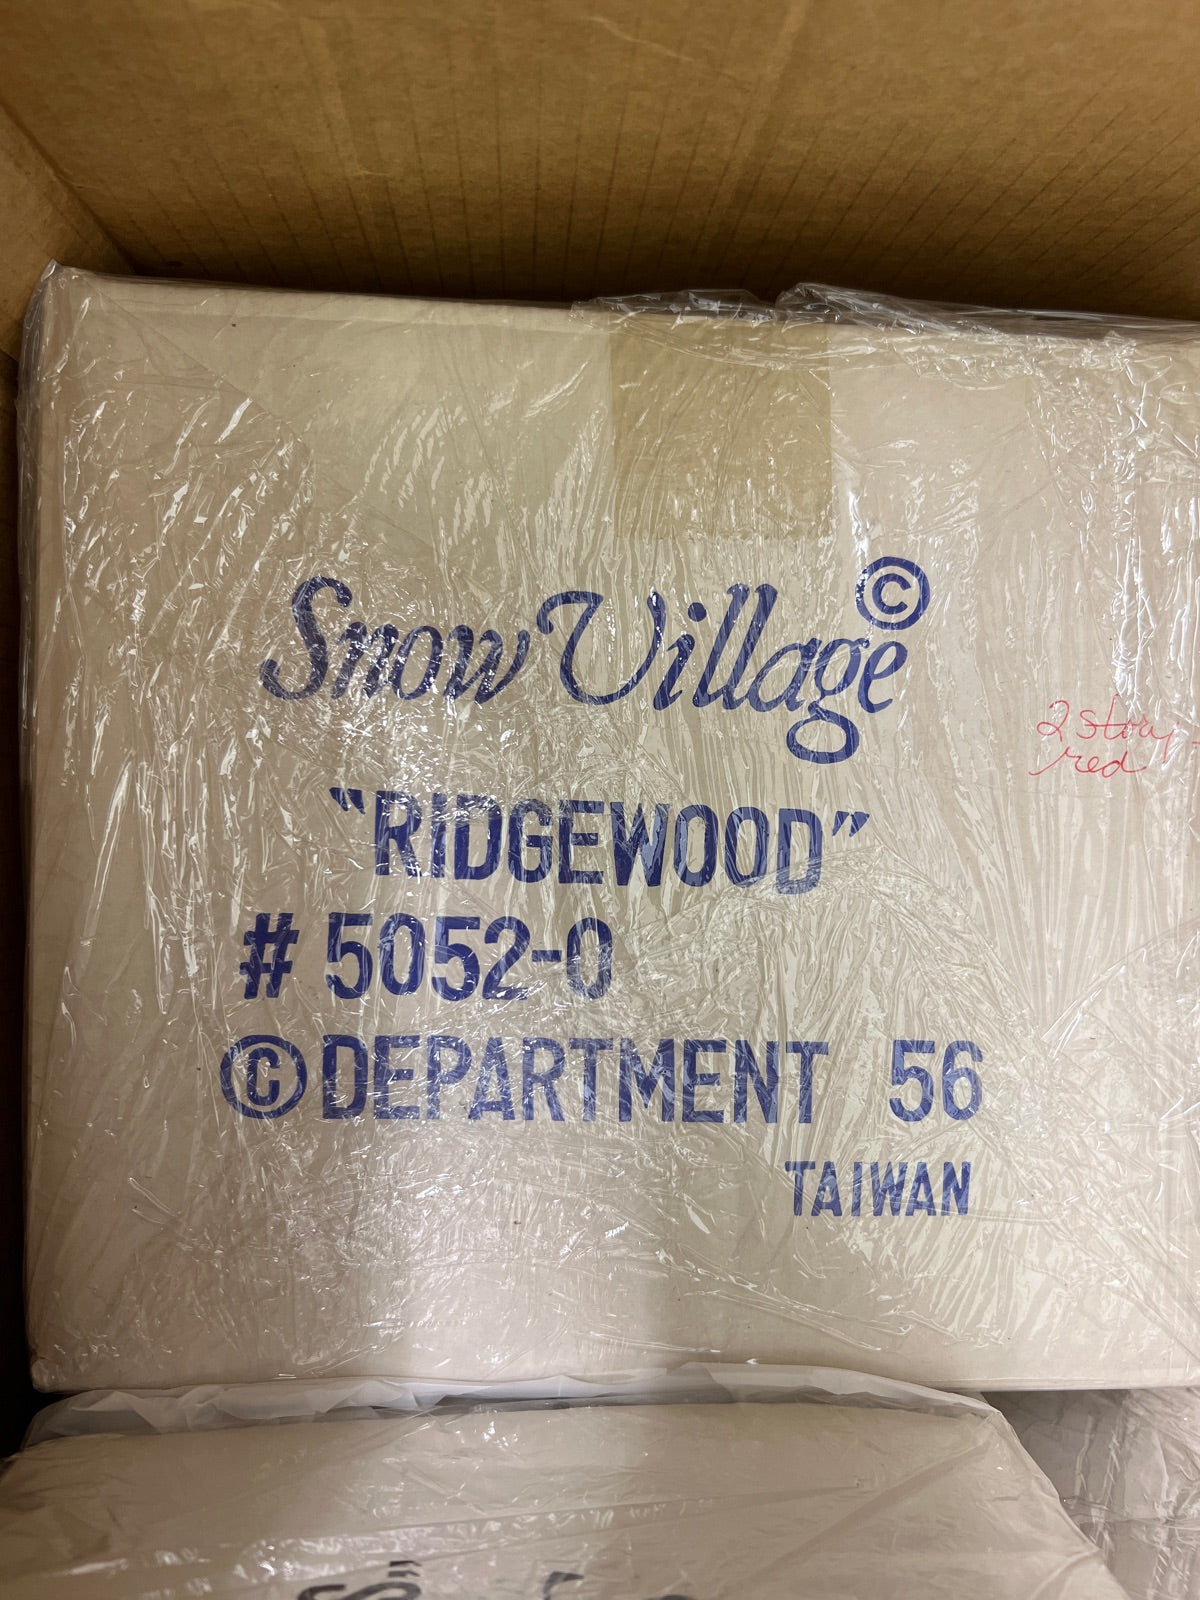 Snow Village ©
"RIDGEWOOD"
# 5052-0
© DEPARTMENT 56
TAIWAN
2 story
red